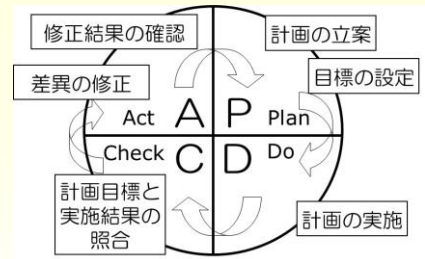 修正結果の確認
計画の立案
差異の修正
目標の設定
Act A P Plan
Check C D Do
計画目標と
実施結果の
照合
計画の実施